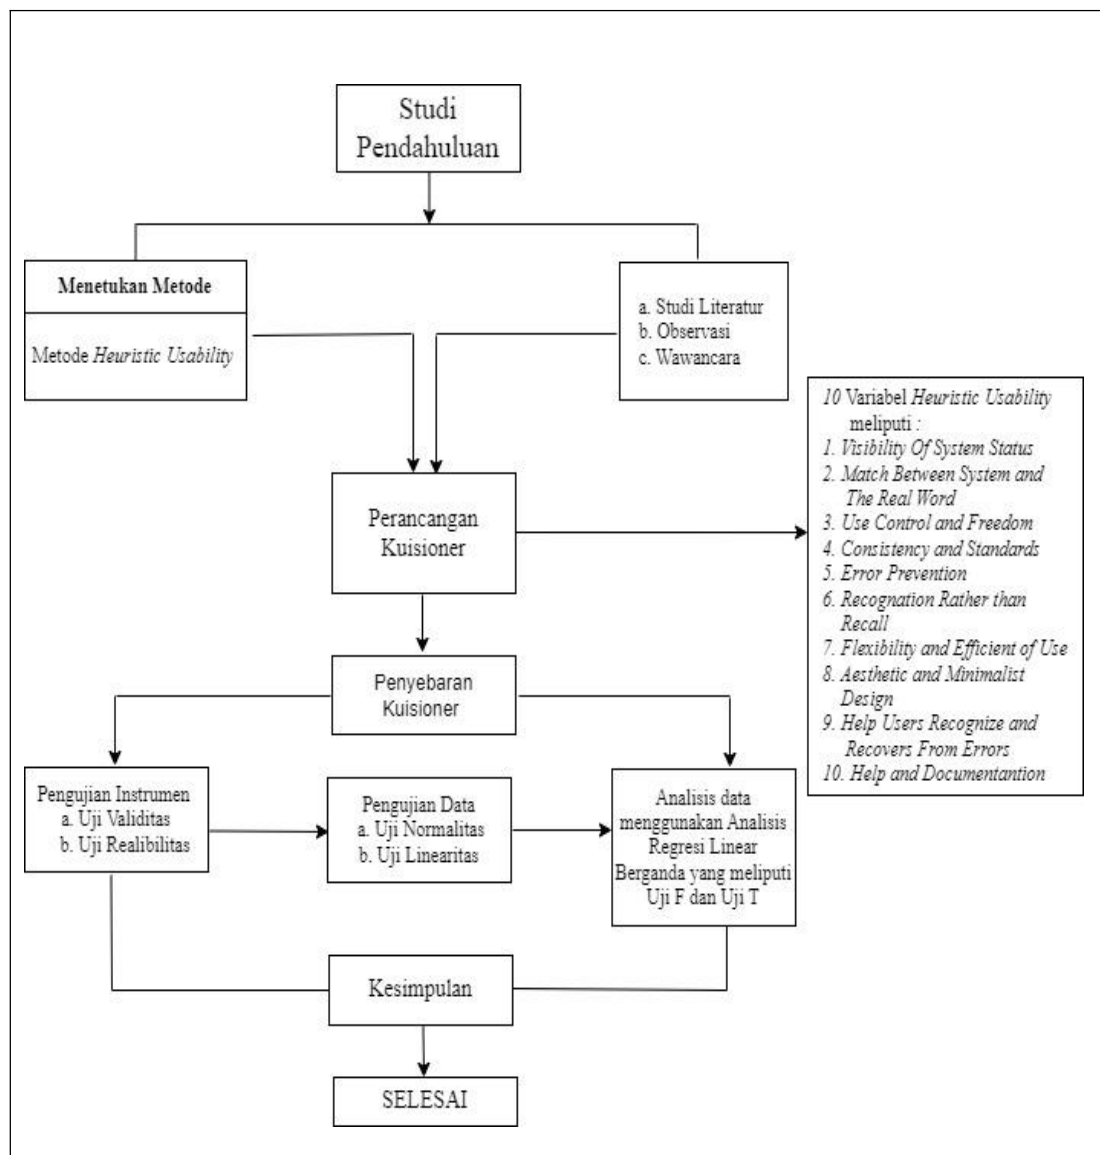 Studi
Pendahuluan
Menetukan Metode
Metode Heuristic Usability
a. Studi Literatur
b. Observasi
c. Wawancara
10 Variabel Heuristic Usability
meliputi :
1. Visibility Of System Status
2. Match Between System and
The Real Word
3. Use Control and Freedom
4. Consistency and Standards
5. Error Prevention
6. Recognation Rather than
Recall
7. Flexibility and Efficient of Use
8. Aesthetic and Minimalist
Design
9. Help Users Recognize and
Recovers From Errors
10. Help and Documentantion
Perancangan
Kuisioner
Penyebaran
Kuisioner
Pengujian Instrumen
a. Uji Validitas
b. Uji Realibilitas
Pengujian Data
a. Uji Normalitas
b. Uji Linearitas
Analisis data
menggunakan Analisis
Regresi Linear
Berganda yang meliputi
Uji F dan Uji T
Kesimpulan
SELESAI